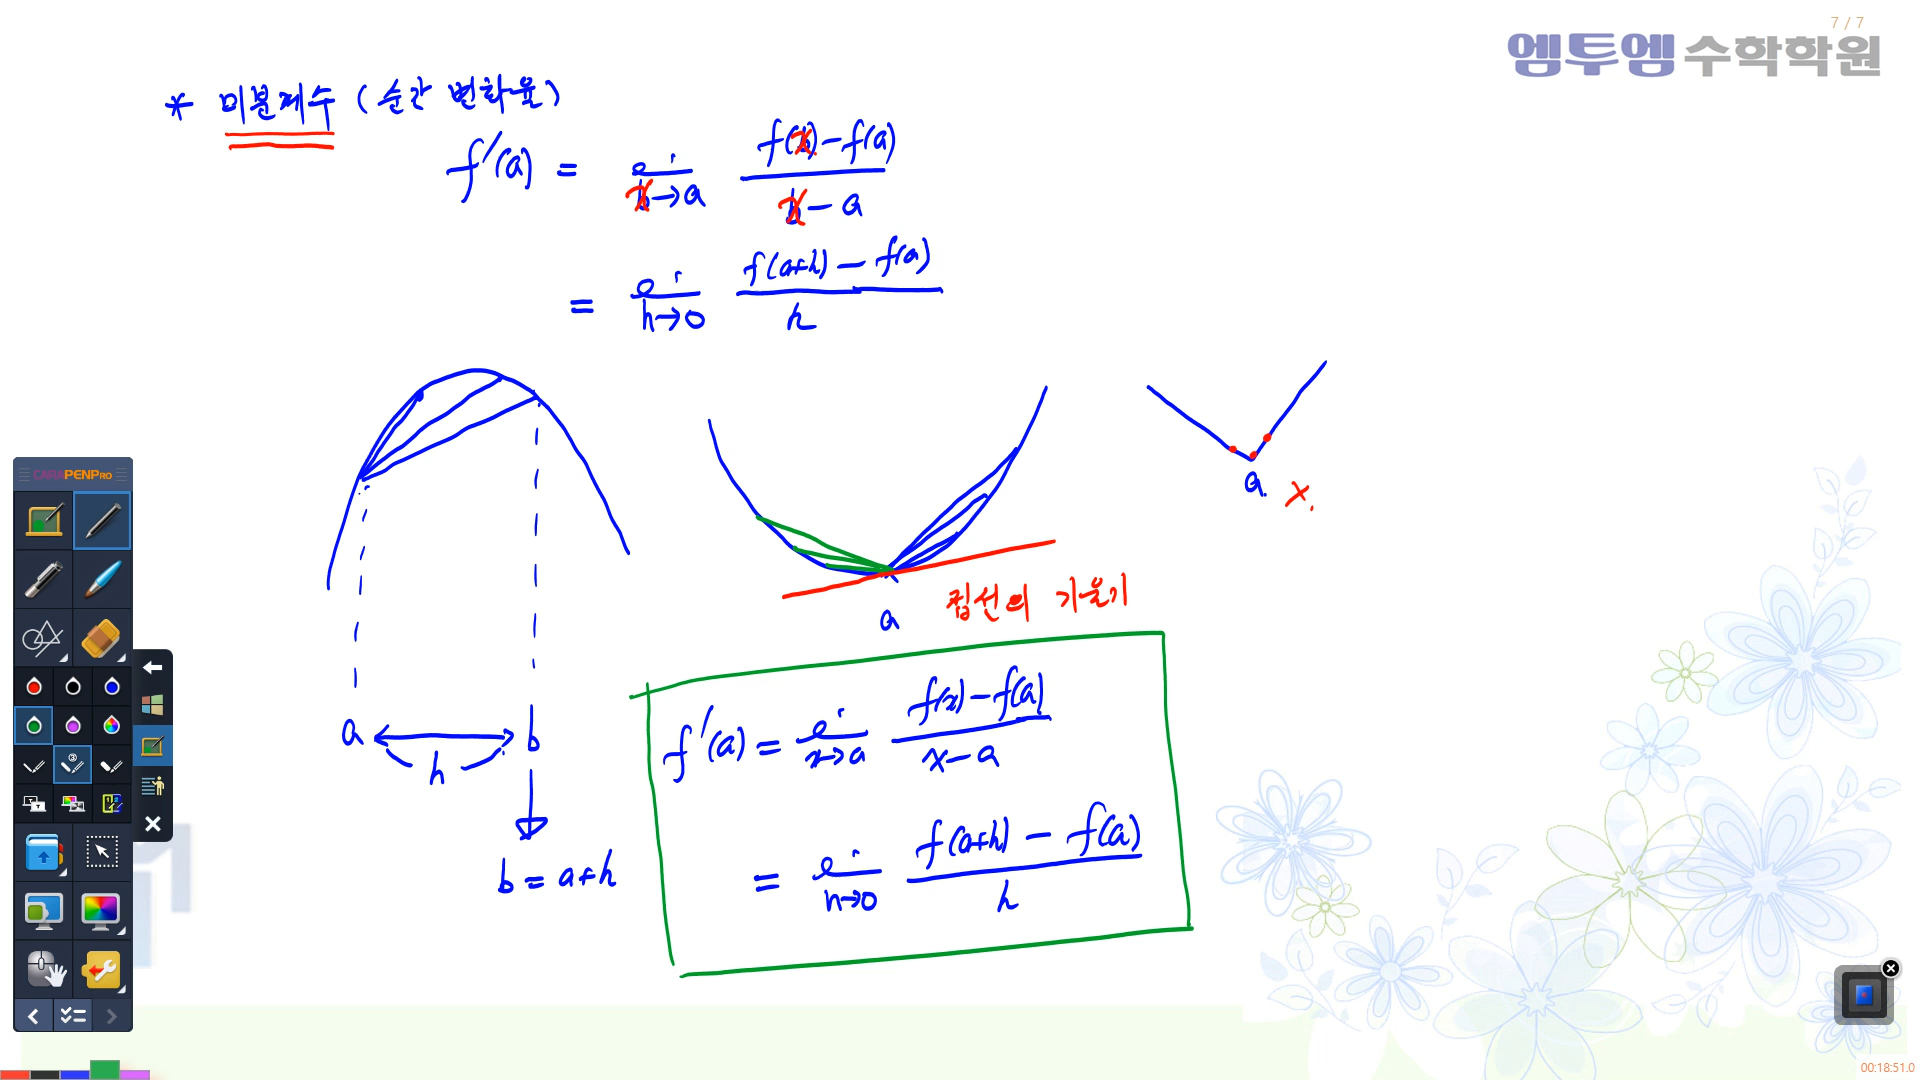 7 / 7
엠투엠 수학학원
* 미분계수 (순간 변화율)
f'(a) = lim x→a f(x)-f(a) / x-a
= lim h→0 f(a+h) - f(a) / h
a
x.
a
접선의 기울기
a ↔ b
h
b = a+h
f'(a) = lim x→a f(x)-f(a) / x-a
= lim h→0 f(a+h) - f(a) / h
CARAPENPRO
00:18:51.0